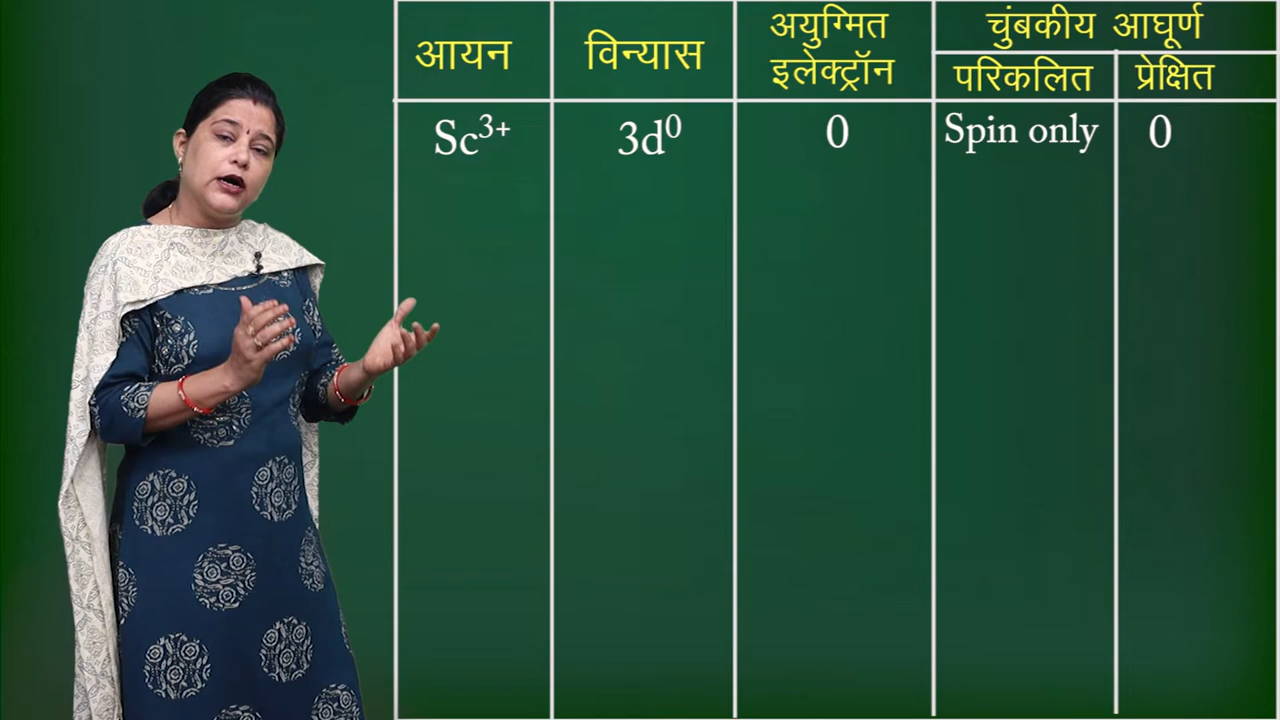 आयन
विन्यास
अयुग्मित
इलेक्ट्रॉन
चुंबकीय आघूर्ण
परिकलित
प्रेक्षित
Sc³⁺
3d⁰
0
Spin only
0